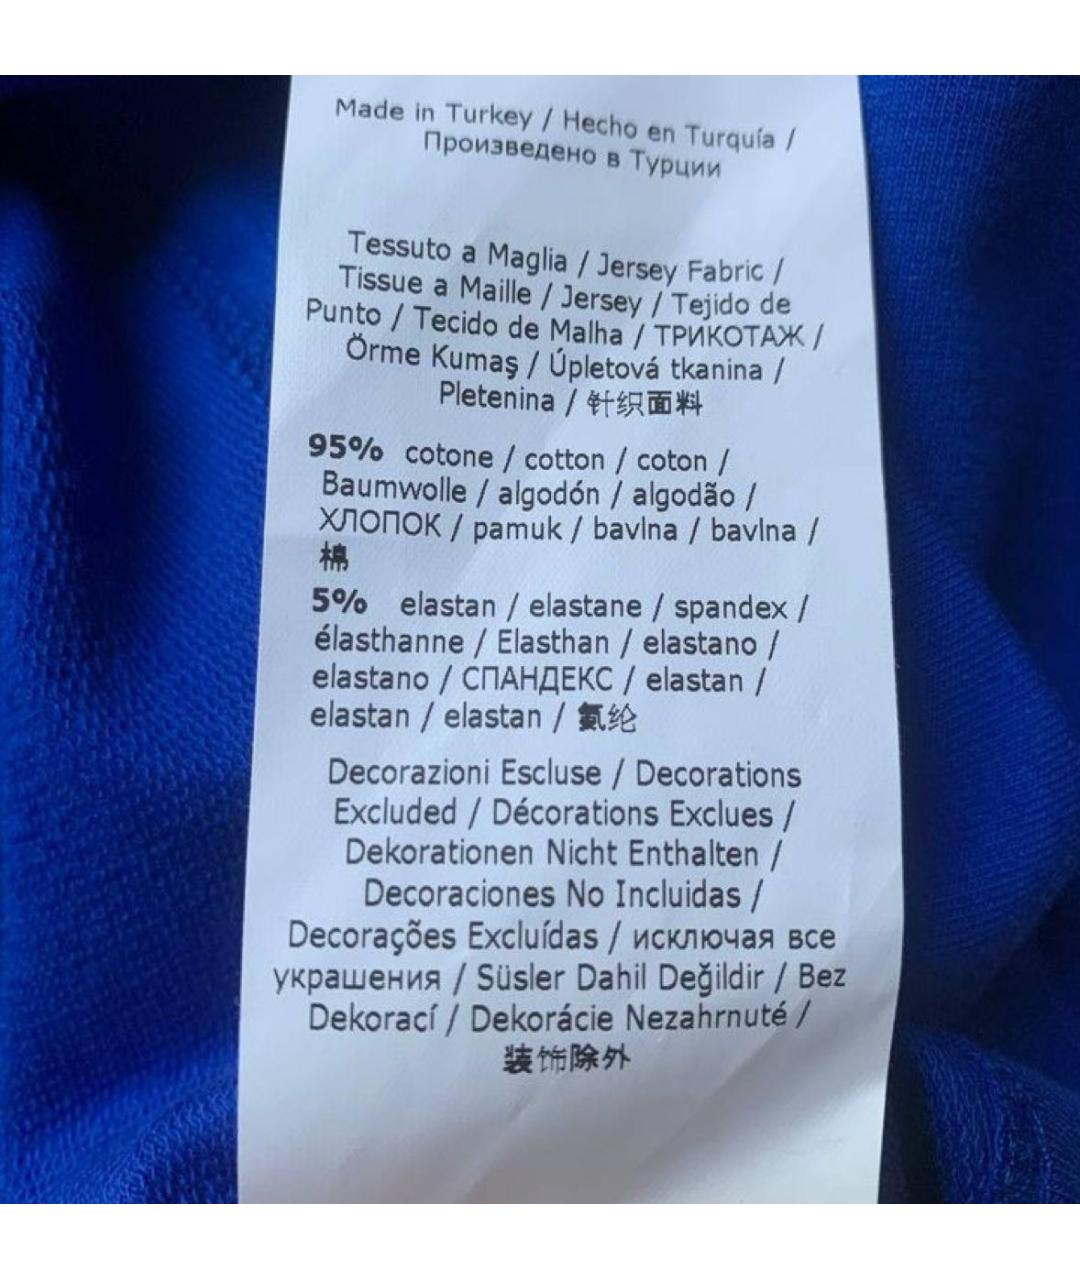 Made in Turkey / Hecho en Turquía /
Произведено в Турции
Tessuto a Maglia / Jersey Fabric /
Tissue a Maille / Jersey / Tejido de
Punto / Tecido de Malha / ТРИКОТАЖ /
Örme Kumaş / Úpletová tkanina /
Pletenina / 针织面料
95% cotone / cotton / coton /
Baumwolle / algodón / algodão /
ХЛОПОК / pamuk / bavlna / bavlna /
棉
5% elastan / elastane / spandex /
élasthanne / Elasthan / elastano /
elastano / СПАНДЕКС / elastan /
elastan / elastan / 氨纶
Decorazioni Escluse / Decorations
Excluded / Décorations Exclues /
Dekorationen Nicht Enthalten /
Decoraciones No Incluidas /
Decorações Excluídas / исключая все
украшения / Süsler Dahil Değildir / Bez
Dekorací / Dekorácie Nezahrnuté /
装饰除外